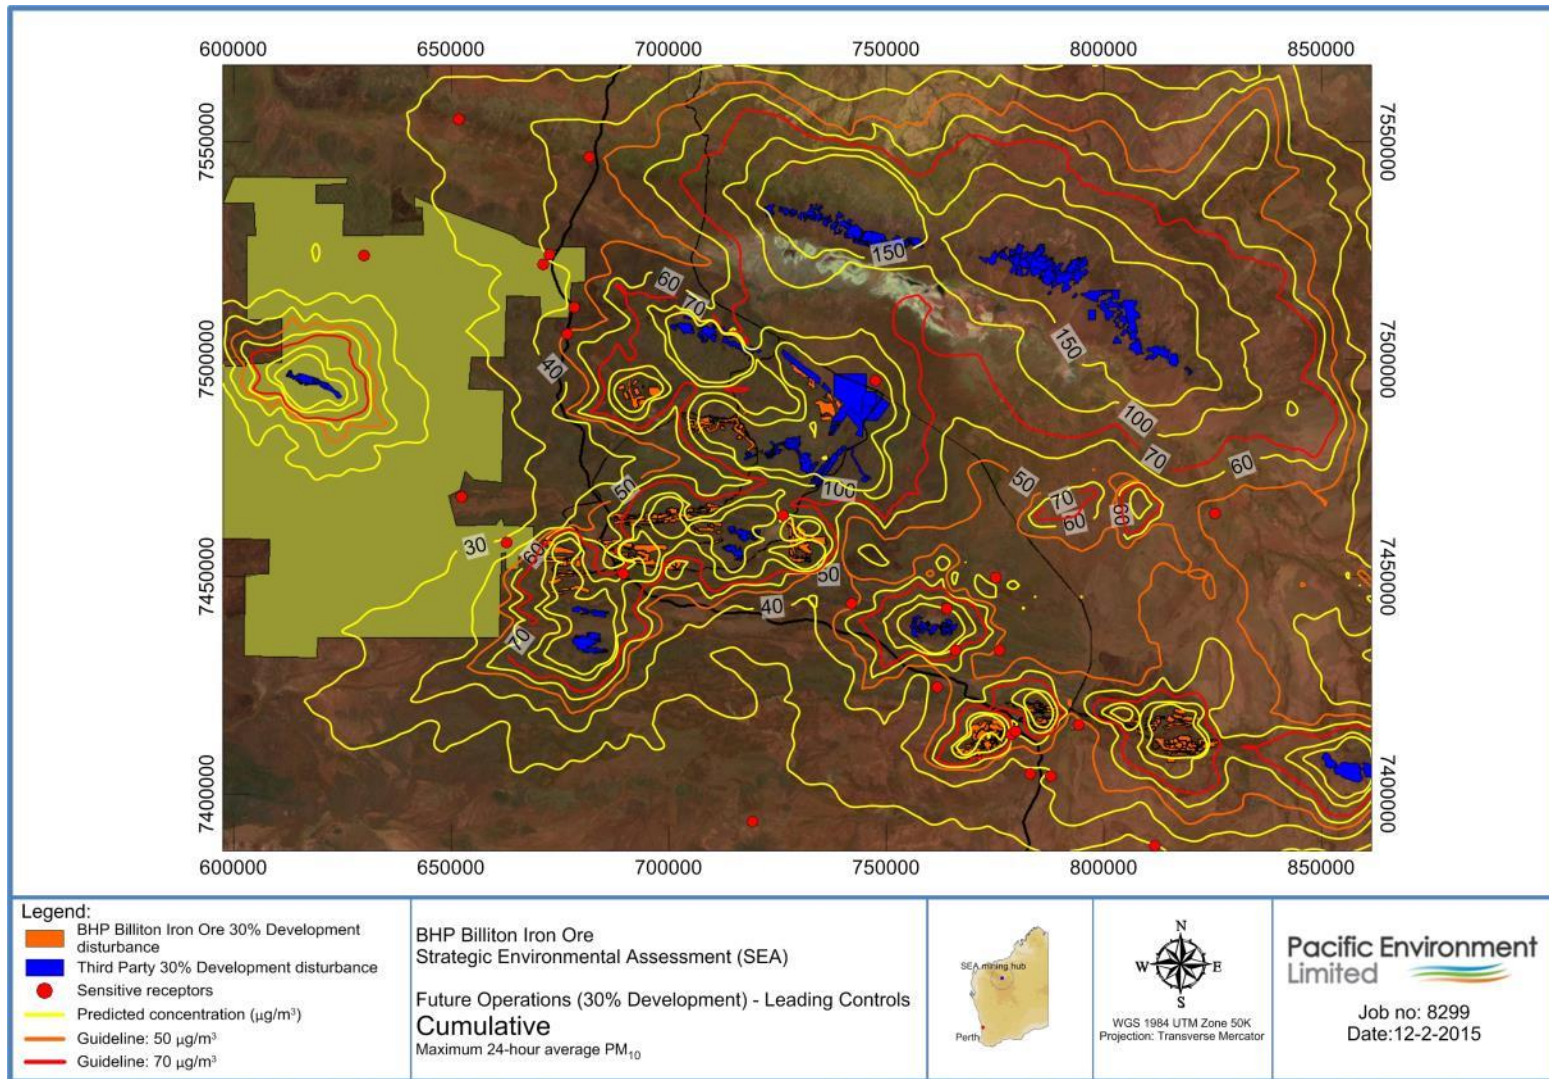 600000 650000 700000 750000 800000 850000
7550000
7500000
7450000
7400000
7550000
7500000
7450000
7400000
150
60
70
150
40
100
70
60
50
50
100
70
60
60
30
60
50
40
70
600000 650000 700000 750000 800000 850000
Legend:
BHP Billiton Iron Ore 30% Development
disturbance
Third Party 30% Development disturbance
Sensitive receptors
Predicted concentration (µg/m³)
Guideline: 50 µg/m³
Guideline: 70 µg/m³
BHP Billiton Iron Ore
Strategic Environmental Assessment (SEA)
Future Operations (30% Development) - Leading Controls
Cumulative
Maximum 24-hour average PM₁₀
SEA mining hub
Perth
N
W E
S
WGS 1984 UTM Zone 50K
Projection: Transverse Mercator
Pacific Environment
Limited
Job no: 8299
Date:12-2-2015